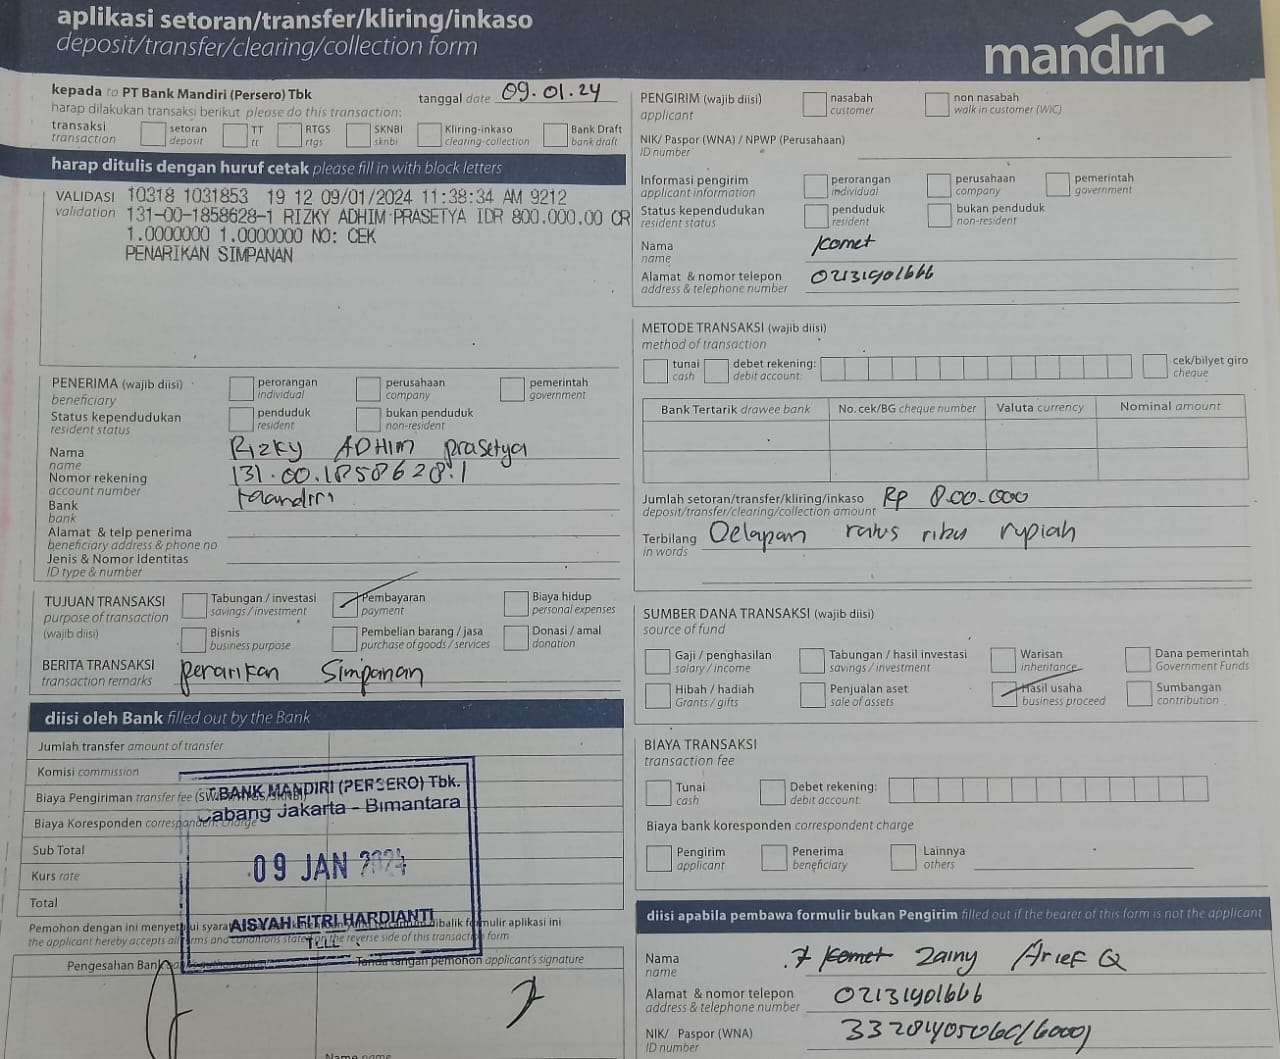 aplikasi setoran/transfer/kliring/inkaso
deposit/transfer/clearing/collection form
mandiri
kepada to PT Bank Mandiri (Persero) Tbk
tanggal date 09.01.24
harap dilakukan transaksi berikut please do this transaction:
transaksi transaction
setoran deposit
TT tt
RTGS rtgs
SKNBI sknbi
Kliring-inkaso clearing-collection
Bank Draft bank draft
harap ditulis dengan huruf cetak please fill in with block letters
VALIDASI validation
10318 1031853 19 12 09/01/2024 11:38:34 AM 9212
131-00-1858628-1 RIZKY ADHIM PRASETYA IDR 800.000.00 CR
1.0000000 1.0000000 NO: CEK
PENARIKAN SIMPANAN
PENERIMA (wajib diisi) beneficiary
perorangan individual
perusahaan company
pemerintah government
Status kependudukan resident status
penduduk resident
bukan penduduk non-resident
Nama name Rizky ADHIM prasetya
Nomor rekening account number 131.00.1858628.1
Bank bank Mandiri
Alamat & telp penerima
beneficiary address & phone no
Jenis & Nomor Identitas
ID type & number
TUJUAN TRANSAKSI
purpose of transaction
(wajib diisi)
Tabungan / investasi savings / investment
Pembayaran payment
Biaya hidup personal expenses
Bisnis business purpose
Pembelian barang / jasa purchase of goods / services
Donasi / amal donation
BERITA TRANSAKSI
transaction remarks
penarikan Simpanan
diisi oleh Bank filled out by the Bank
Jumlah transfer amount of transfer
Komisi commission
Biaya Pengiriman transfer fee
Biaya Koresponden correspondent charge
Sub Total
Kurs rate
Total
BANK MANDIRI (PERSERO) Tbk.
Cabang Jakarta - Bimantara
09 JAN 2024
AISYAH FITRI HARDIANTI
Pemohon dengan ini dibalik formulir aplikasi ini
the applicant hereby accepts on the reverse side of this transaction form
Pengesahan Bank
Tanda tangan pemohon applicant's signature
Nama name
PENGIRIM (wajib diisi) applicant
nasabah customer
non nasabah walk in customer (WIC)
NIK/ Paspor (WNA) / NPWP (Perusahaan)
ID number
Informasi pengirim applicant information
perorangan individual
perusahaan company
pemerintah government
Status kependudukan resident status
penduduk resident
bukan penduduk non-resident
Nama name Komet
Alamat & nomor telepon address & telephone number 02131901666
METODE TRANSAKSI (wajib diisi)
method of transaction
tunai cash
debet rekening: debit account:
cek/bilyet giro cheque
Bank Tertarik drawee bank
No. cek/BG cheque number
Valuta currency
Nominal amount
Jumlah setoran/transfer/kliring/inkaso Rp 800.000
deposit/transfer/clearing/collection amount
Terbilang in words Delapan ratus ribu rupiah
SUMBER DANA TRANSAKSI (wajib diisi)
source of fund
Gaji / penghasilan salary / income
Tabungan / hasil investasi savings / investment
Warisan inheritance
Dana pemerintah Government Funds
Hibah / hadiah Grants / gifts
Penjualan aset sale of assets
Hasil usaha business proceed
Sumbangan contribution
BIAYA TRANSAKSI
transaction fee
Tunai cash
Debet rekening: debit account:
Biaya bank koresponden correspondent charge
Pengirim applicant
Penerima beneficiary
Lainnya others
diisi apabila pembawa formulir bukan Pengirim filled out if the bearer of this form is not the applicant
Nama name Komet Zainy Arief Q
Alamat & nomor telepon address & telephone number 02131901666
NIK/ Paspor (WNA)
ID number